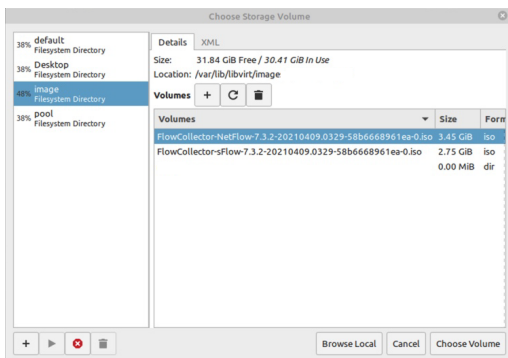 Choose Storage Volume
38% default
Filesystem Directory
38% Desktop
Filesystem Directory
48% image
Filesystem Directory
38% pool
Filesystem Directory
Details XML
Size: 31.84 GiB Free / 30.41 GiB In Use
Location: /var/lib/libvirt/image
Volumes +
Volumes Size Form
FlowCollector-NetFlow-7.3.2-20210409.0329-58b6668961ea-0.iso 3.45 GiB iso
FlowCollector-sFlow-7.3.2-20210409.0329-58b6668961ea-0.iso 2.75 GiB iso
0.00 MiB dir
+ Browse Local Cancel Choose Volume